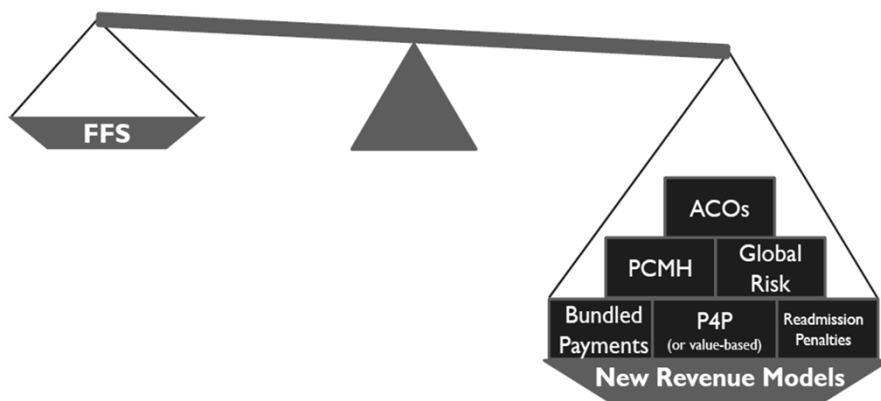 FFS
ACOs
PCMH
Global
Risk
Bundled
Payments
P4P
(or value-based)
Readmission
Penalties
New Revenue Models